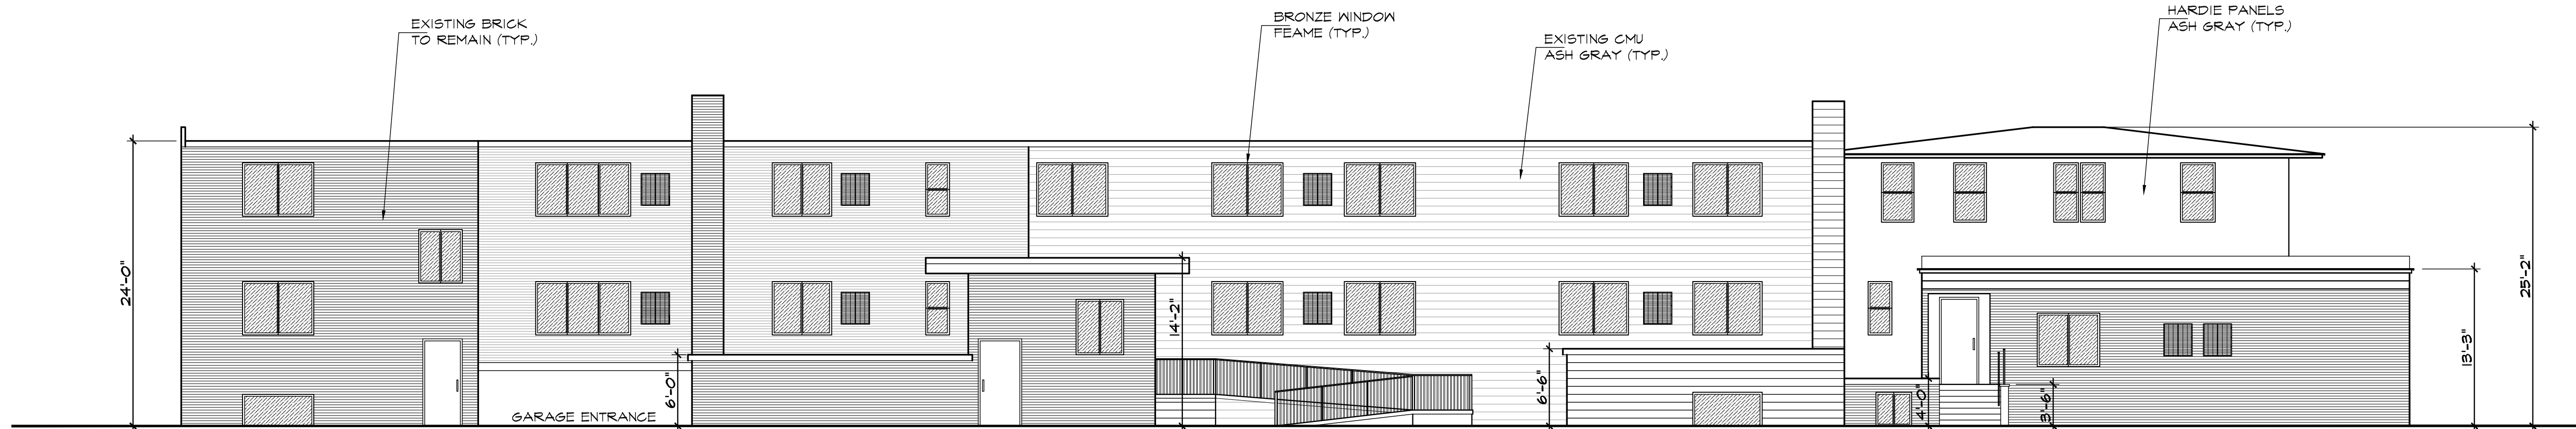 EXISTING BRICK
TO REMAIN (TYP.)
BRONZE WINDOW
FEAME (TYP.)
EXISTING CMU
ASH GRAY (TYP.)
HARDIE PANELS
ASH GRAY (TYP.)
24'-0"
6'-0"
14'-2"
6'-6"
4'-0"
3'-6"
13'-3"
25'-2"
GARAGE ENTRANCE